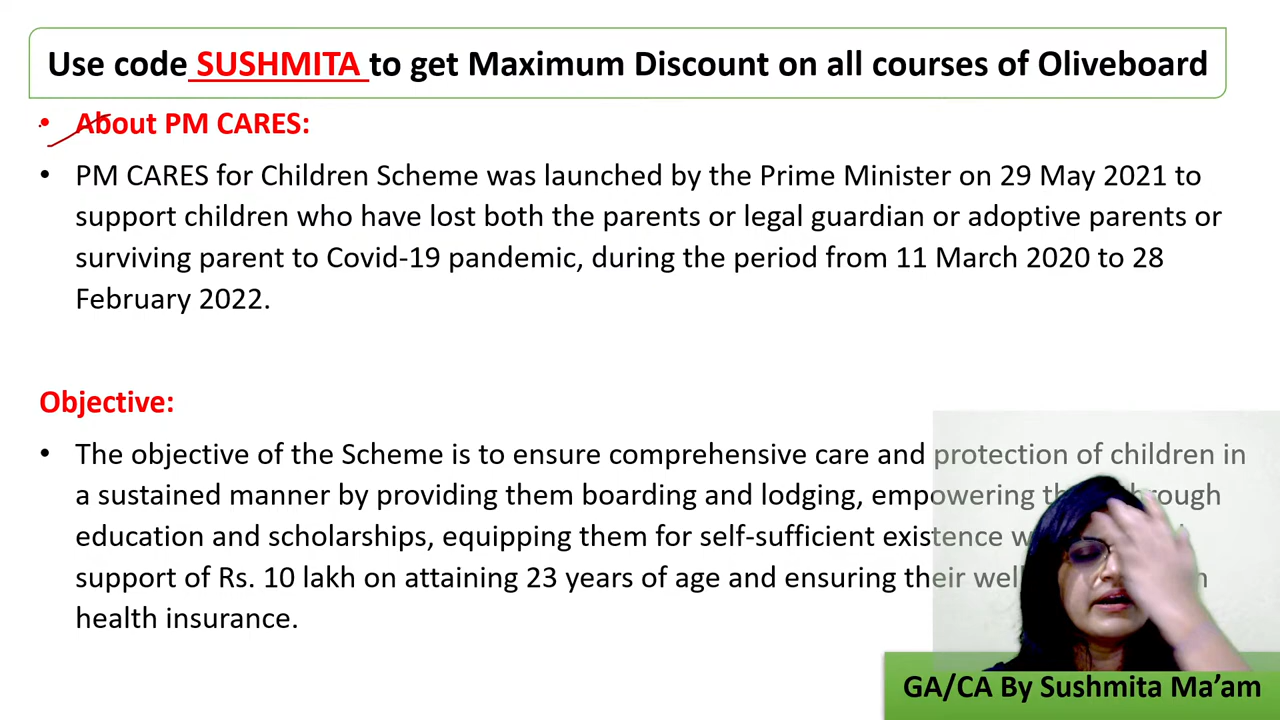 Use code SUSHMITA to get Maximum Discount on all courses of Oliveboard
• About PM CARES:
• PM CARES for Children Scheme was launched by the Prime Minister on 29 May 2021 to
support children who have lost both the parents or legal guardian or adoptive parents or
surviving parent to Covid-19 pandemic, during the period from 11 March 2020 to 28
February 2022.
Objective:
• The objective of the Scheme is to ensure comprehensive care and protection of children in
a sustained manner by providing them boarding and lodging, empowering through
education and scholarships, equipping them for self-sufficient existence
support of Rs. 10 lakh on attaining 23 years of age and ensuring their
health insurance.
GA/CA By Sushmita Ma'am